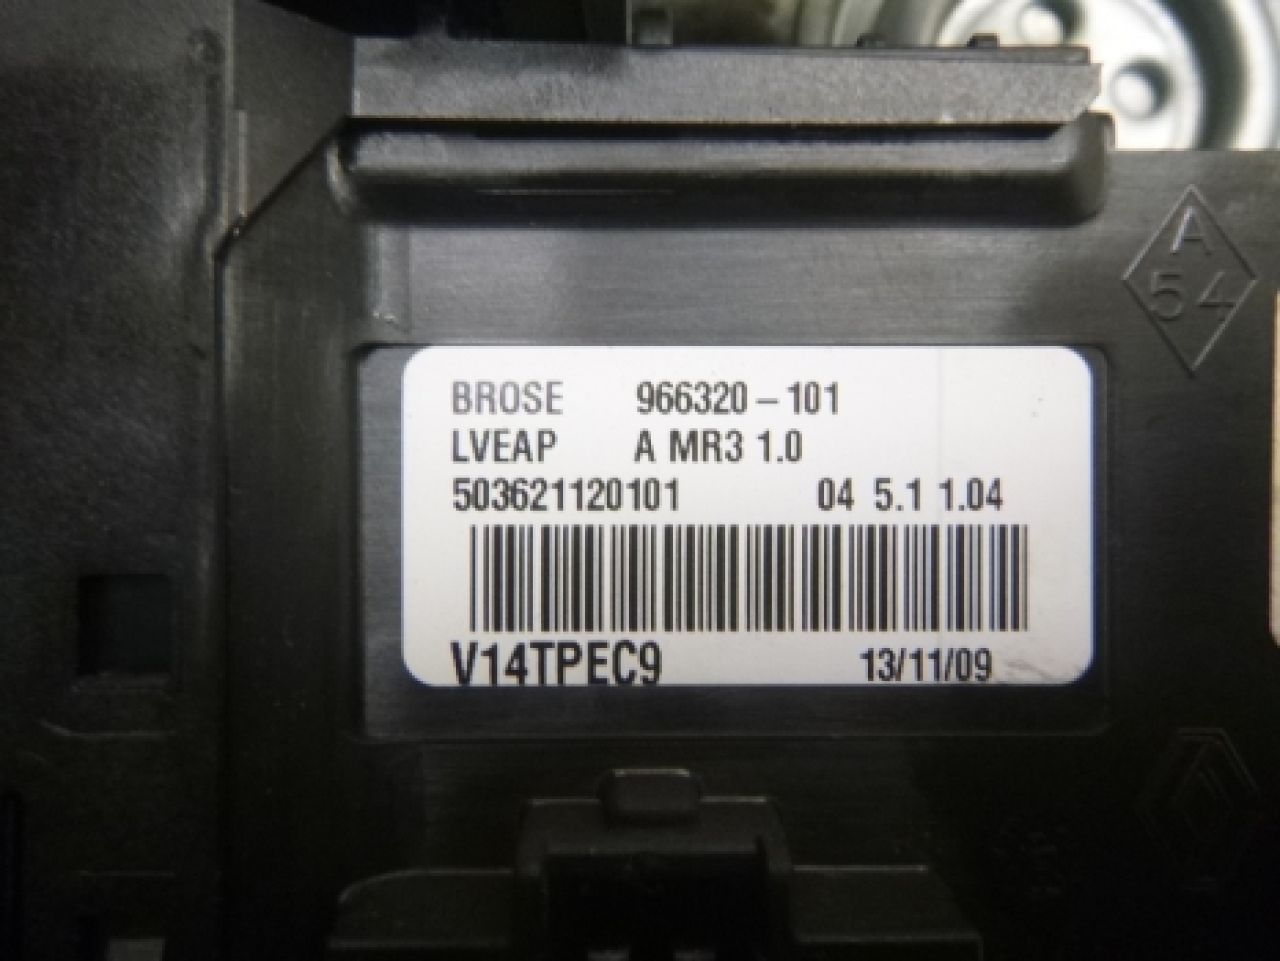 A
54
BROSE 966320-101
LVEAP A MR3 1.0
503621120101 04 5.1 1.04
V14TPEC9 13/11/09